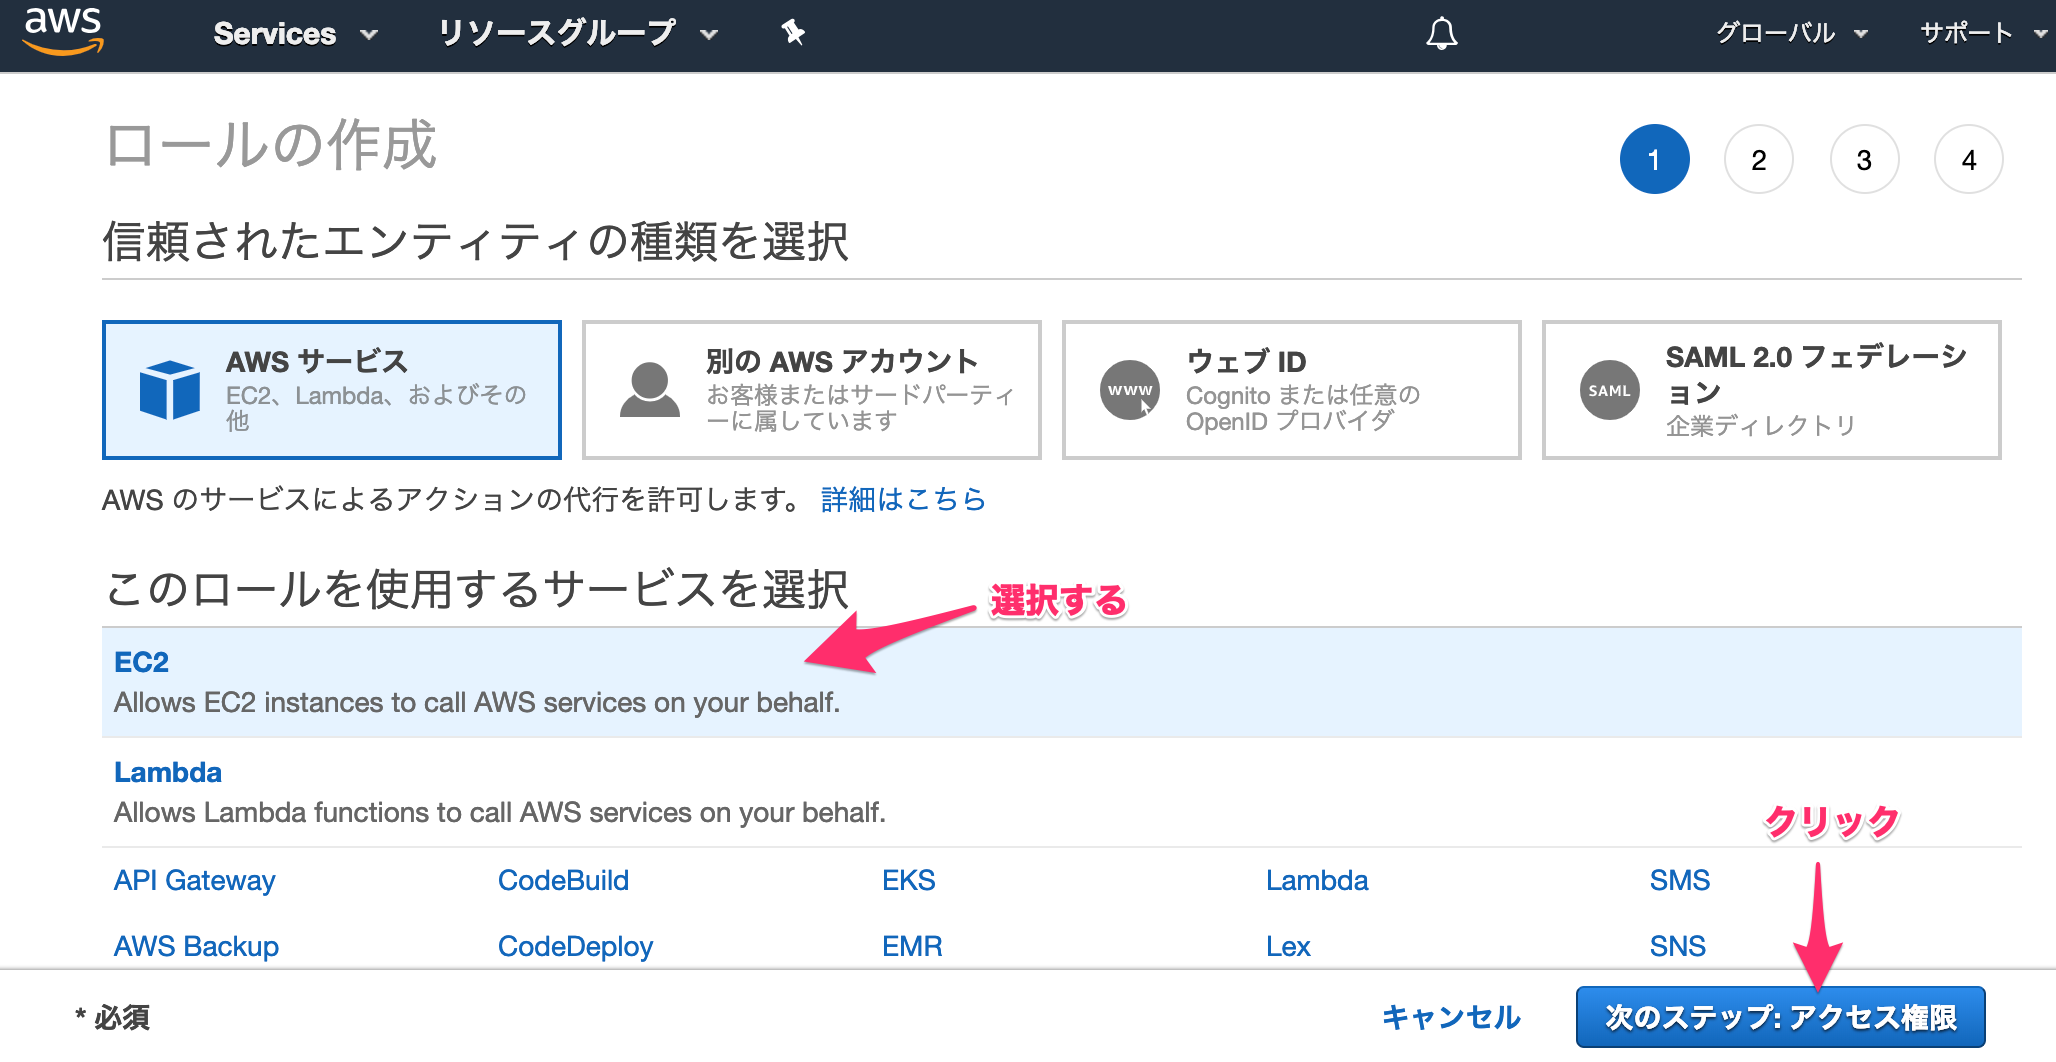 aws
Services
リソースグループ
グローバル
サポート
ロールの作成
1
2
3
4
信頼されたエンティティの種類を選択
AWS サービス
EC2、Lambda、およびその
他
別の AWS アカウント
お客様またはサードパーティ
ーに属しています
WWW
ウェブ ID
Cognito または任意の
OpenID プロバイダ
SAML
SAML 2.0 フェデレーシ
ョン
企業ディレクトリ
AWS のサービスによるアクションの代行を許可します。 詳細はこちら
このロールを使用するサービスを選択
選択する
EC2
Allows EC2 instances to call AWS services on your behalf.
Lambda
Allows Lambda functions to call AWS services on your behalf.
クリック
API Gateway
CodeBuild
EKS
Lambda
SMS
AWS Backup
CodeDeploy
EMR
Lex
SNS
* 必須
キャンセル
次のステップ: アクセス権限